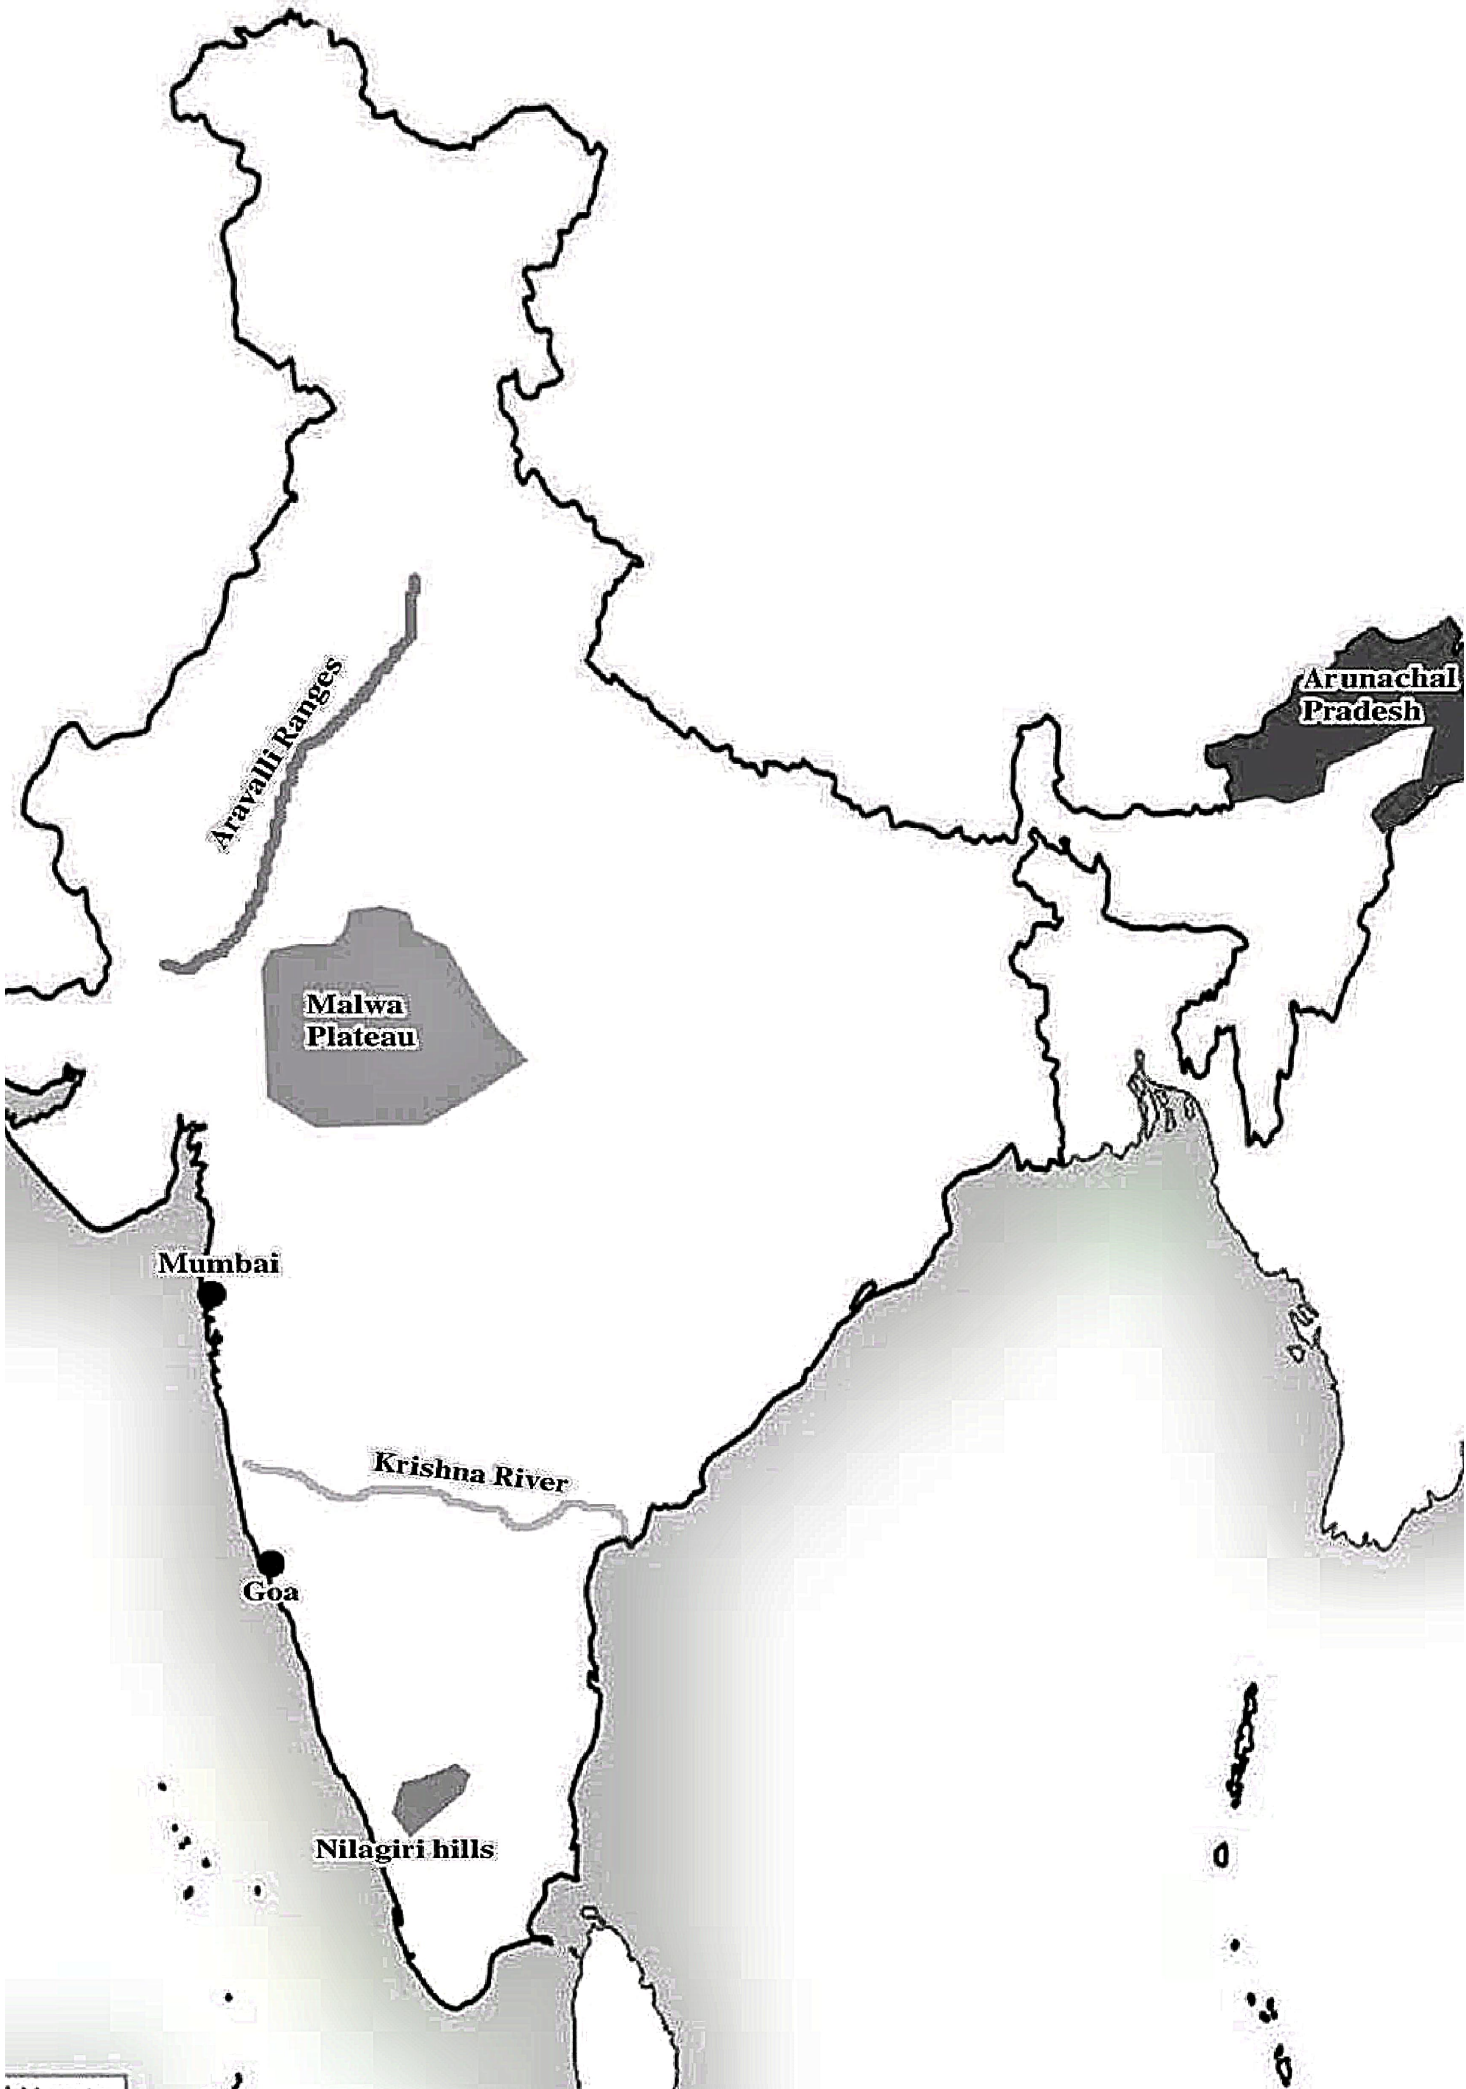 Arunachal
Pradesh
Aravalli Ranges
Malwa
Plateau
Mumbai
Krishna River
Goa
Nilagiri hills